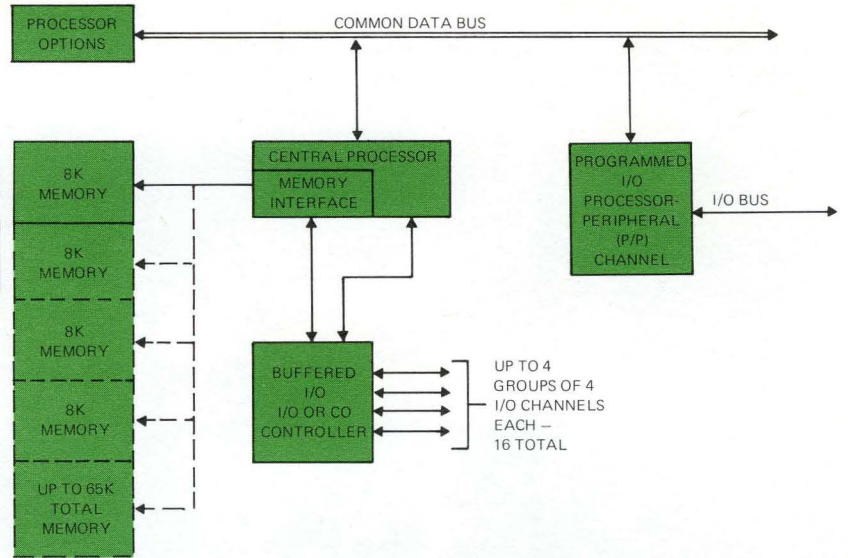 PROCESSOR
OPTIONS
COMMON DATA BUS
CENTRAL PROCESSOR
MEMORY
INTERFACE
PROGRAMMED
I/O
PROCESSOR-
PERIPHERAL
(P/P)
CHANNEL
I/O BUS
8K
MEMORY
8K
MEMORY
8K
MEMORY
8K
MEMORY
UP TO 65K
TOTAL
MEMORY
BUFFERED
I/O
I/O OR CO
CONTROLLER
UP TO 4
GROUPS OF 4
I/O CHANNELS
EACH –
16 TOTAL